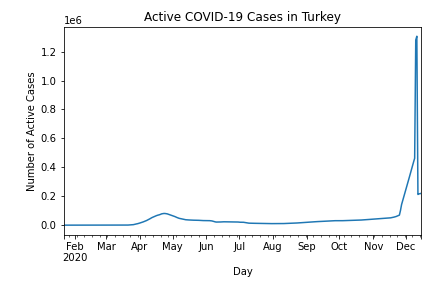 Active COVID-19 Cases in Turkey
1e6
1.2
1.0
0.8
0.6
0.4
0.2
0.0
Number of Active Cases
Feb Mar Apr May Jun Jul Aug Sep Oct Nov Dec
2020
Day